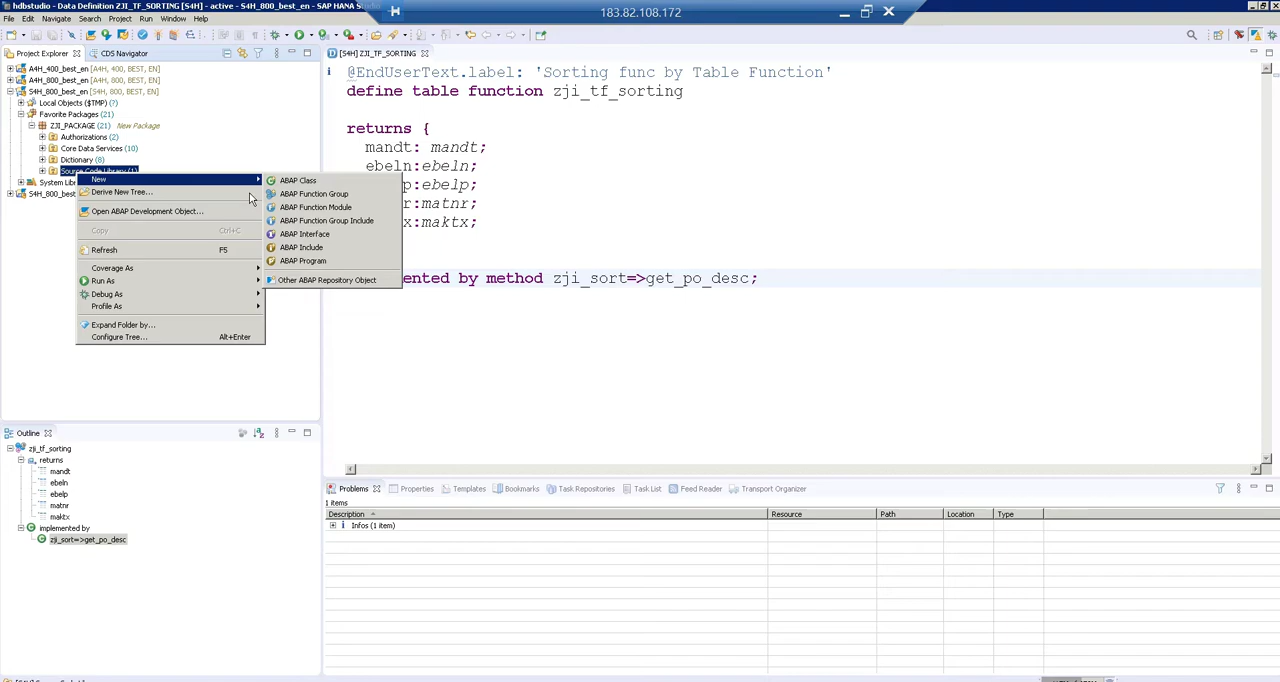 hdbstudio - Data Definition ZJI_TF_SORTING [S4H] - active - S4H_800_best_en - SAP HANA S
183.82.108.172
File Edit Navigate Search Project Run Window Help
Project Explorer
CDS Navigator
[S4H] ZJI_TF_SORTING
A4H_400_best_en [A4H, 400, BEST, EN]
A4H_800_best_en [A4H, 800, BEST, EN]
S4H_800_best_en [S4H, 800, BEST, EN]
Local Objects ($TMP) (?)
Favorite Packages (21)
ZJI_PACKAGE (21) New Package
Authorizations (2)
Core Data Services (10)
Dictionary (8)
Source Code Library (1)
System Lib
S4H_800_bes
New
Derive New Tree...
Open ABAP Development Object...
Copy Ctrl+C
Refresh F5
Coverage As
Run As
Debug As
Profile As
Expand Folder by...
Configure Tree... Alt+Enter
ABAP Class
ABAP Function Group
ABAP Function Module
ABAP Function Group Include
ABAP Interface
ABAP Include
ABAP Program
Other ABAP Repository Object
@EndUserText.label: 'Sorting func by Table Function'
define table function zji_tf_sorting
returns {
mandt: mandt;
ebeln:ebeln;
p:ebelp;
r:matnr;
x:maktx;
ented by method zji_sort=>get_po_desc;
Outline
zji_tf_sorting
returns
mandt
ebeln
ebelp
matnr
maktx
implemented by
zji_sort=>get_po_desc
Problems
Properties
Templates
Bookmarks
Task Repositories
Task List
Feed Reader
Transport Organizer
1 items
Description Resource Path Location Type
Infos (1 item)